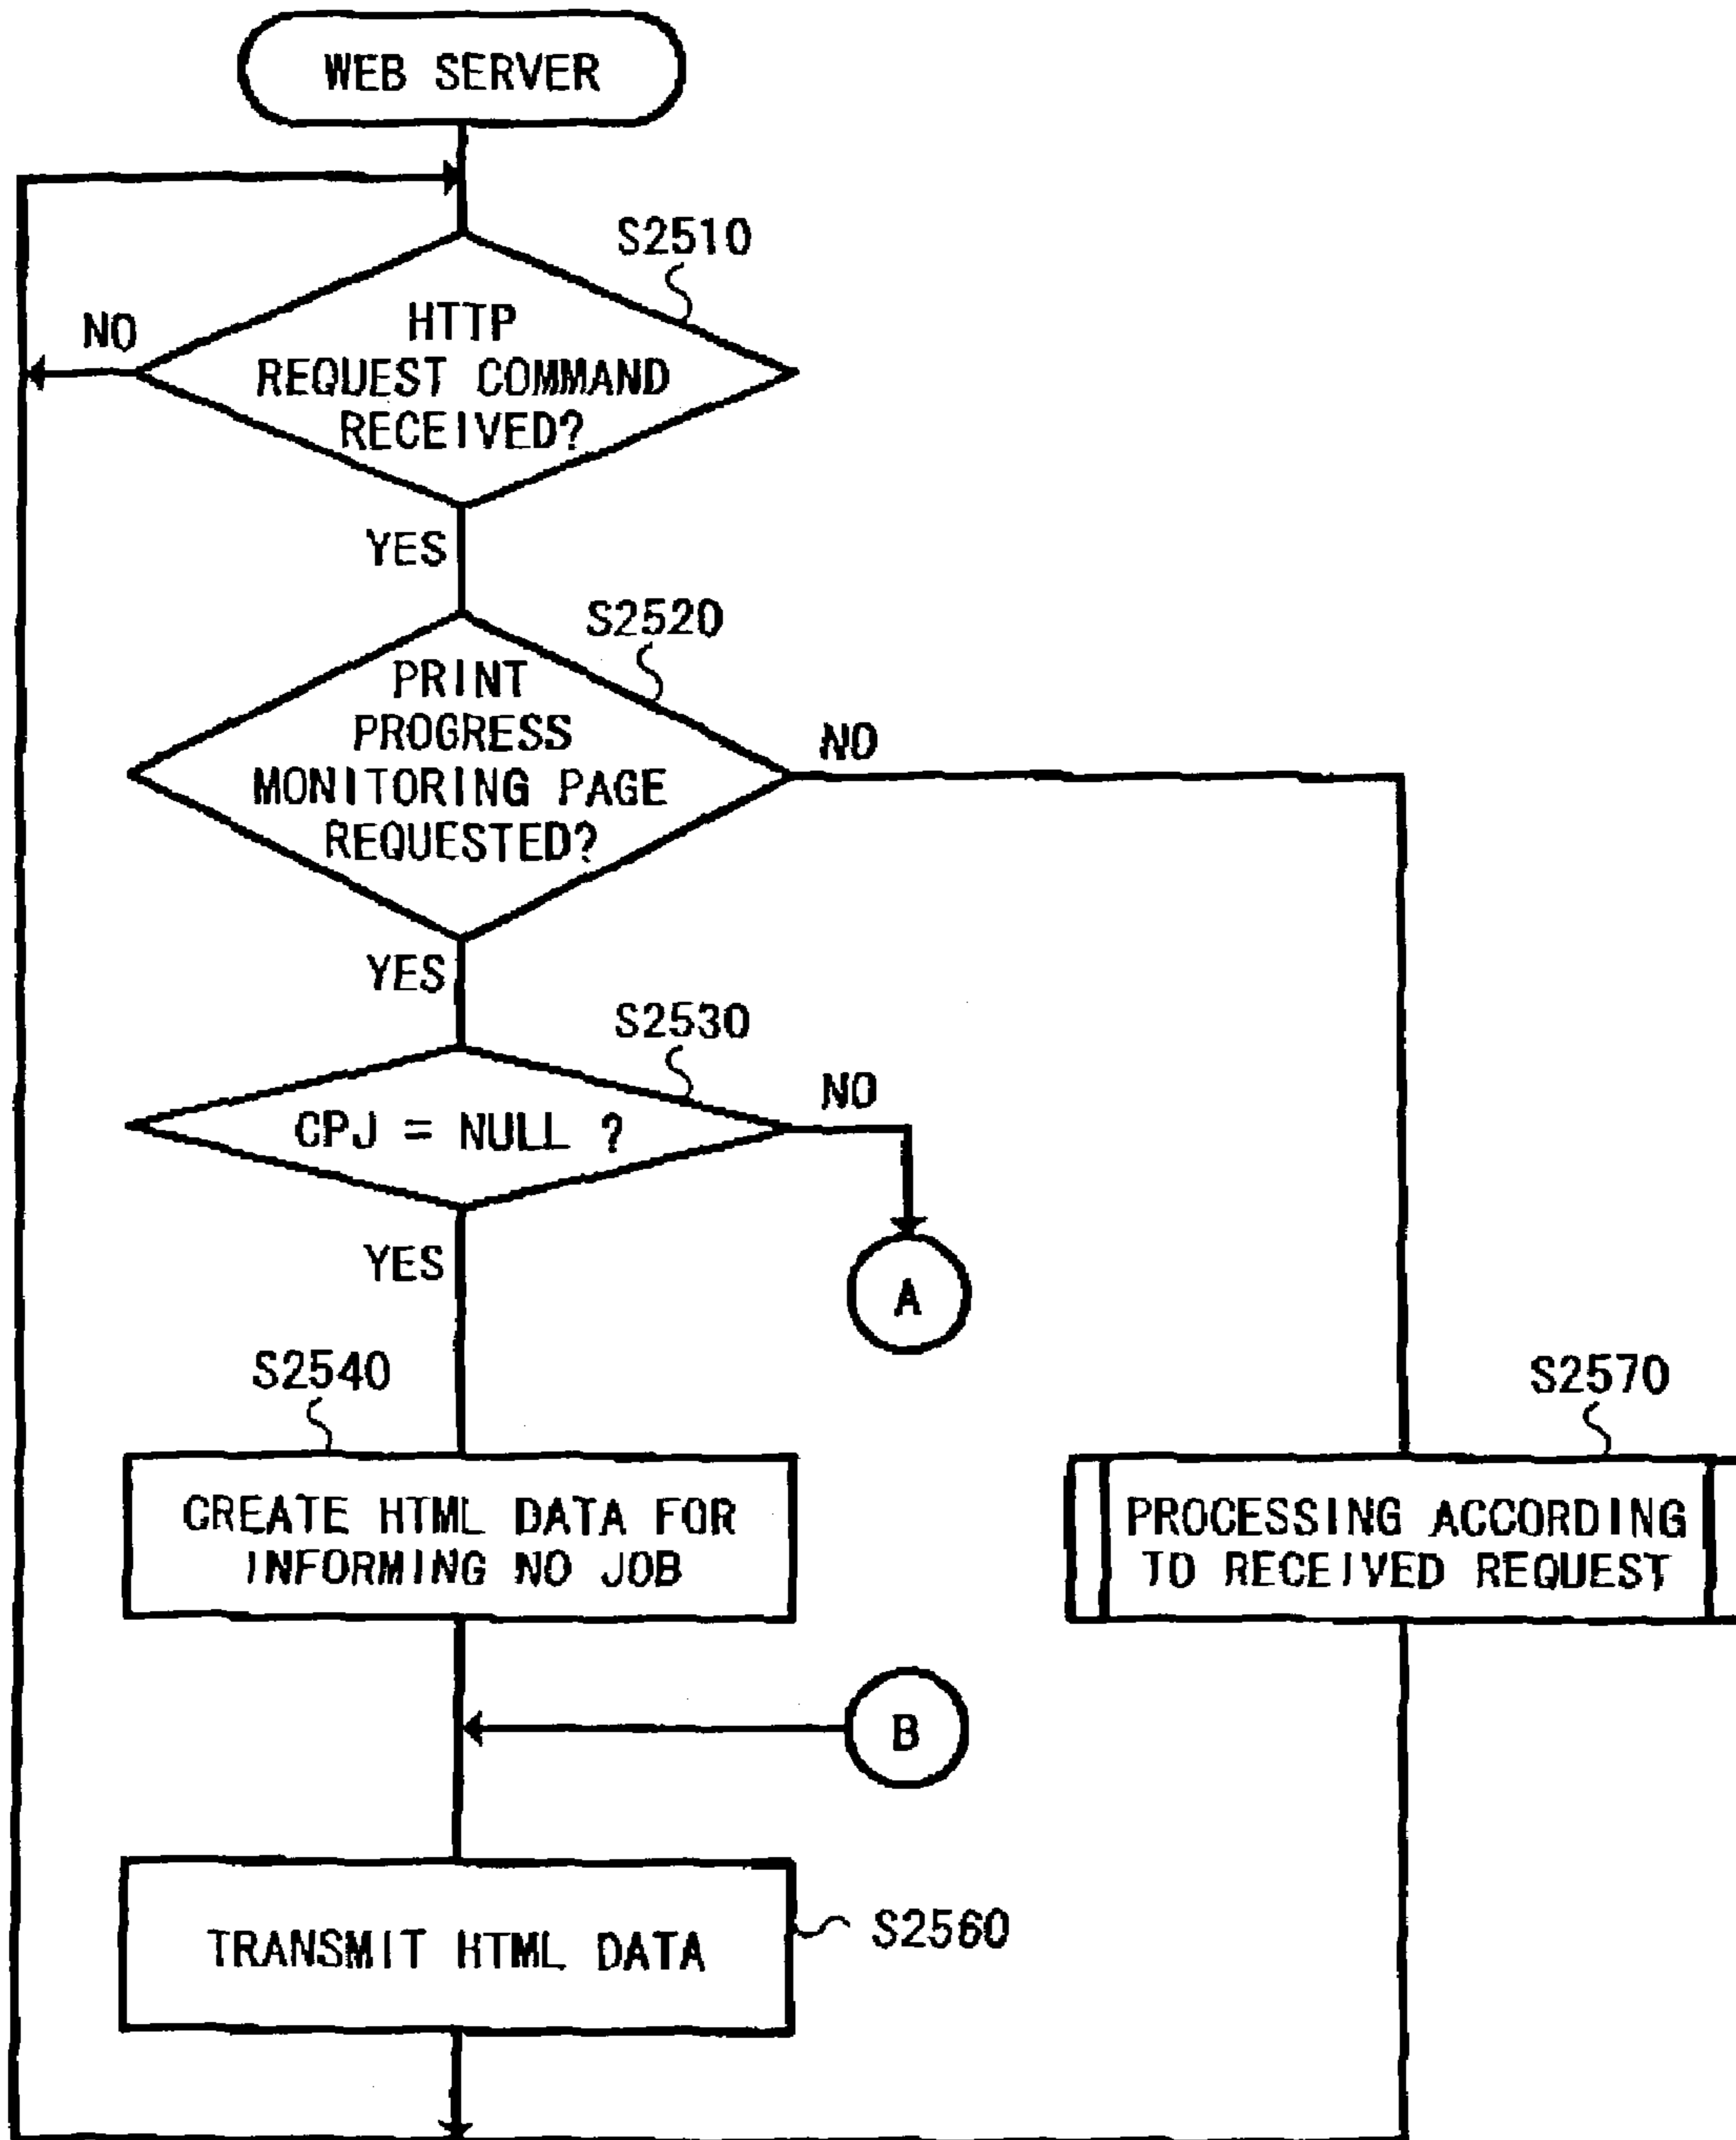 WEB SERVER
S2510
HTTP
REQUEST COMMAND
RECEIVED?
NO
YES
S2520
PRINT
PROGRESS
MONITORING PAGE
REQUESTED?
NO
YES
S2530
CPJ = NULL ?
NO
YES
A
S2540
CREATE HTML DATA FOR
INFORMING NO JOB
S2570
PROCESSING ACCORDING
TO RECEIVED REQUEST
B
TRANSMIT HTML DATA
S2560